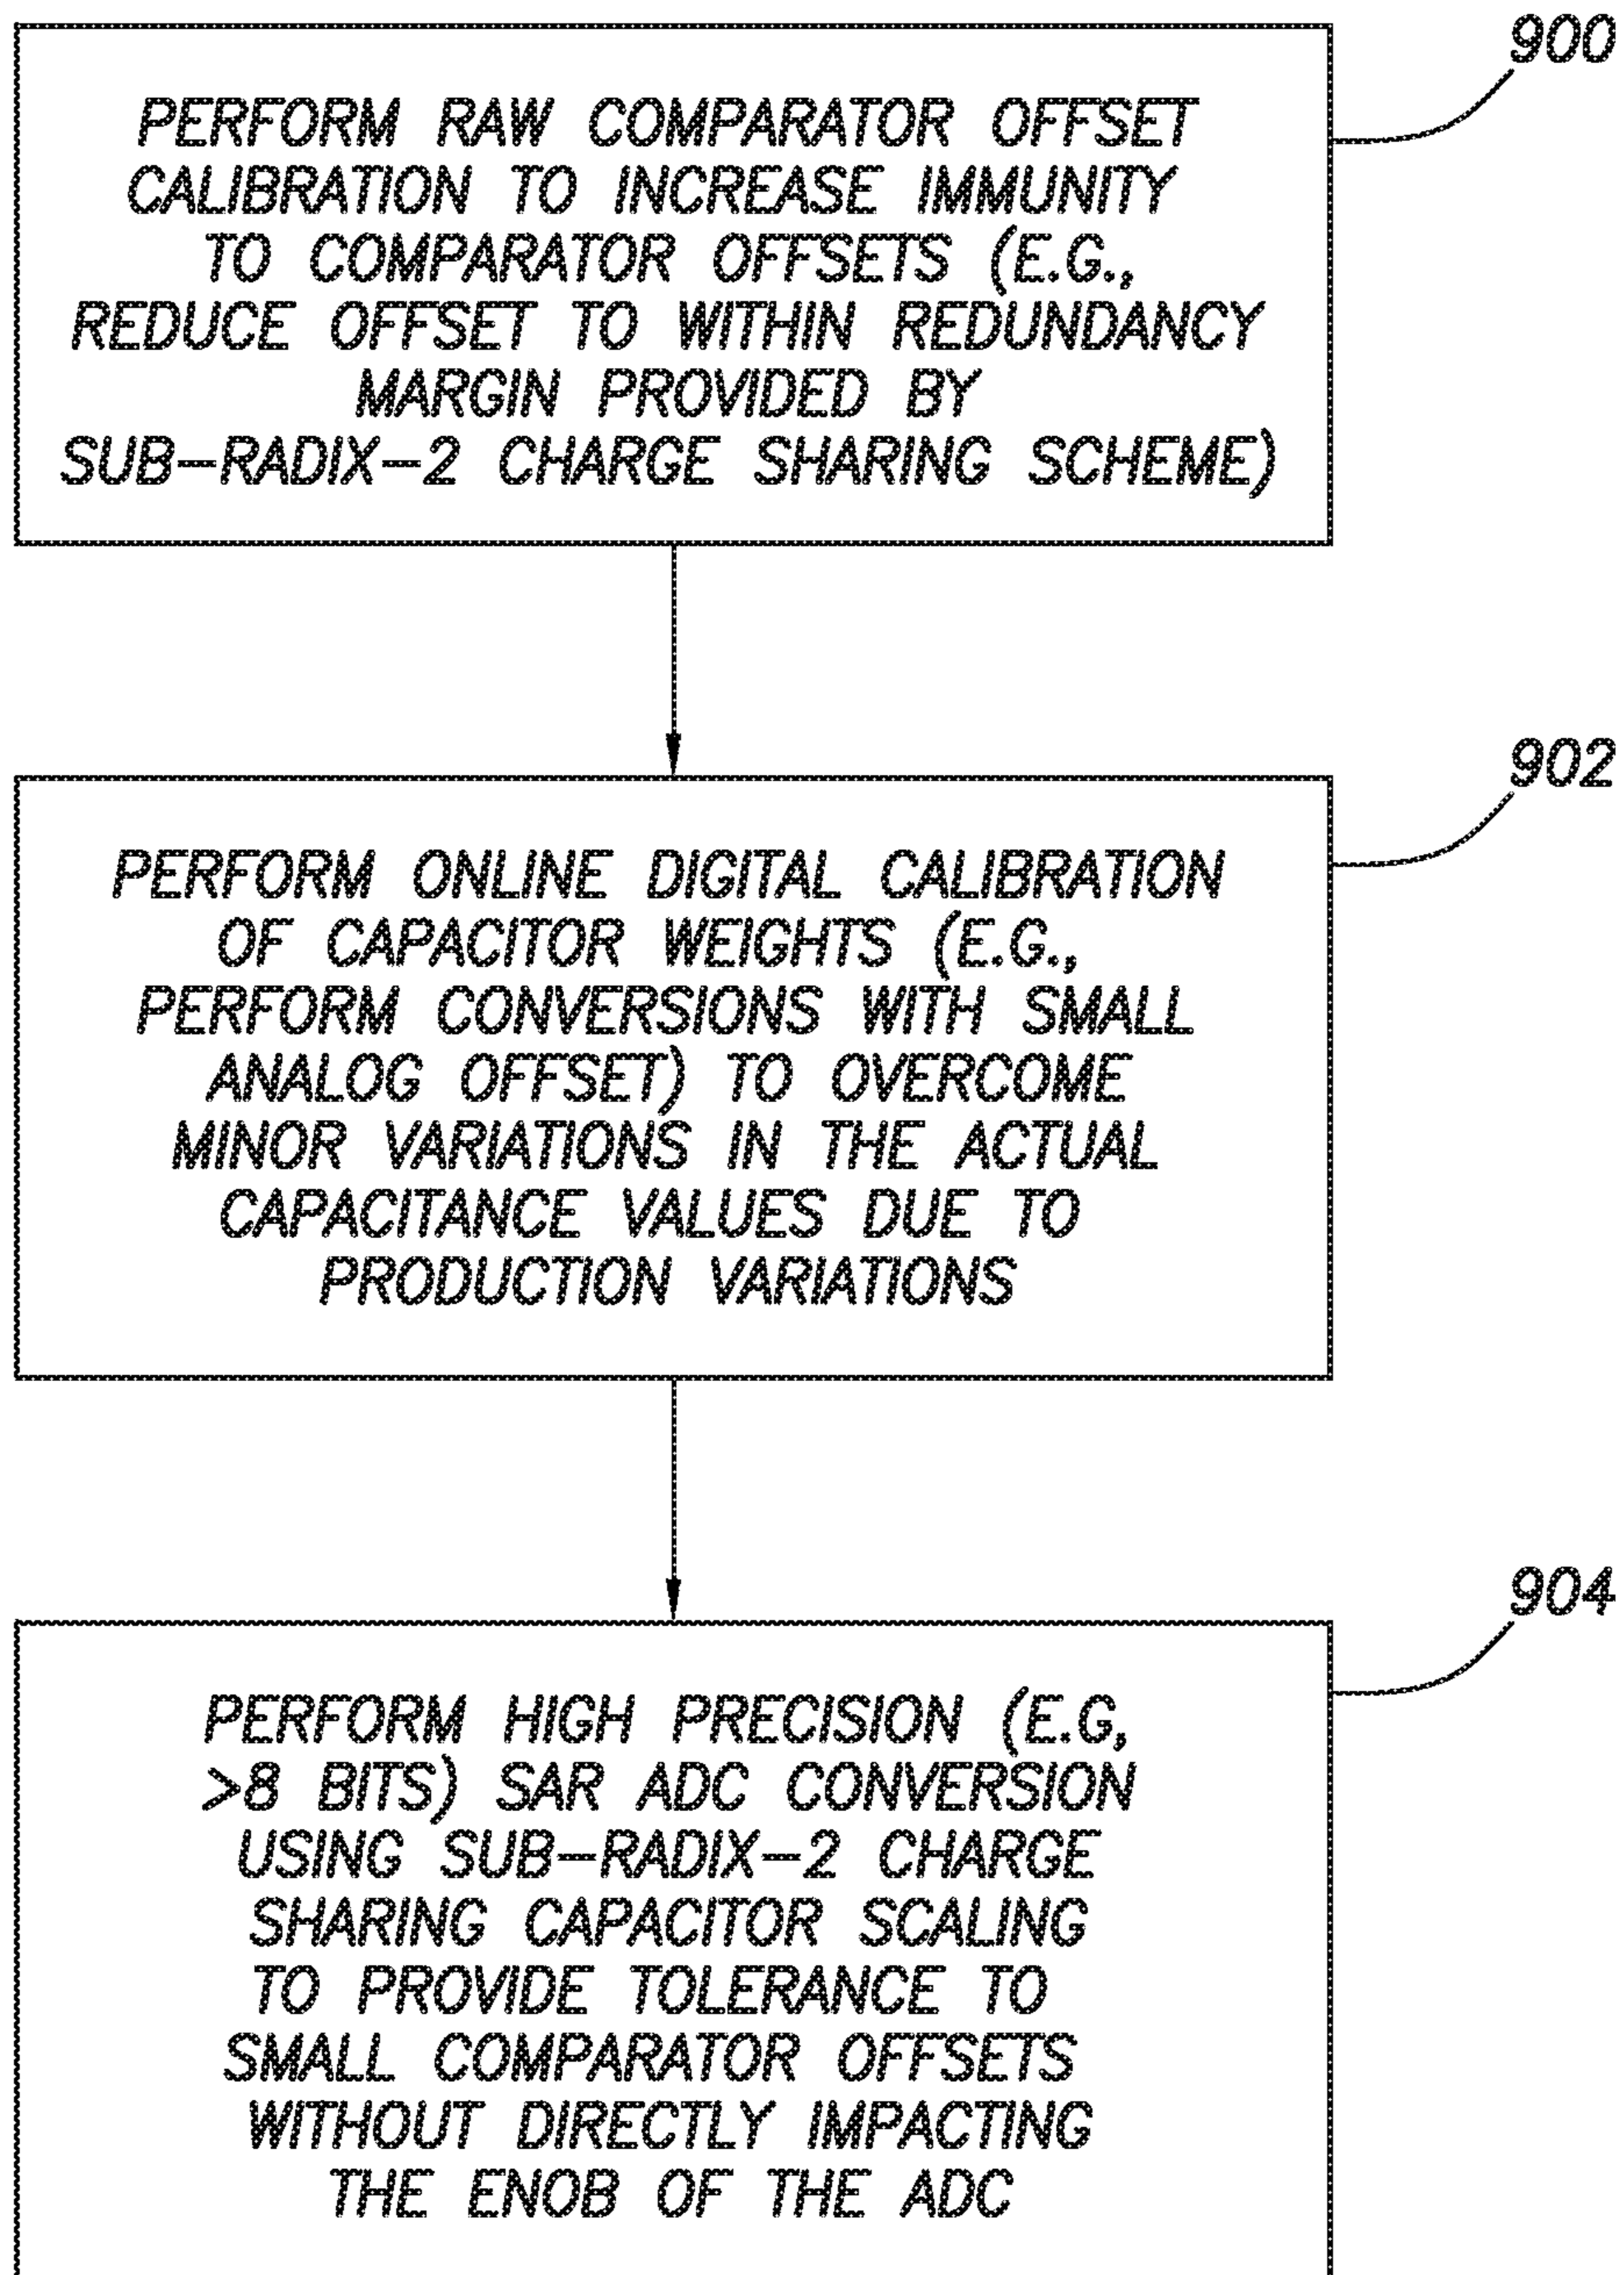 900
PERFORM RAW COMPARATOR OFFSET
CALIBRATION TO INCREASE IMMUNITY
TO COMPARATOR OFFSETS (E.G.,
REDUCE OFFSET TO WITHIN REDUNDANCY
MARGIN PROVIDED BY
SUB-RADIX-2 CHARGE SHARING SCHEME)
902
PERFORM ONLINE DIGITAL CALIBRATION
OF CAPACITOR WEIGHTS (E.G.,
PERFORM CONVERSIONS WITH SMALL
ANALOG OFFSET) TO OVERCOME
MINOR VARIATIONS IN THE ACTUAL
CAPACITANCE VALUES DUE TO
PRODUCTION VARIATIONS
904
PERFORM HIGH PRECISION (E.G,
>8 BITS) SAR ADC CONVERSION
USING SUB-RADIX-2 CHARGE
SHARING CAPACITOR SCALING
TO PROVIDE TOLERANCE TO
SMALL COMPARATOR OFFSETS
WITHOUT DIRECTLY IMPACTING
THE ENOB OF THE ADC